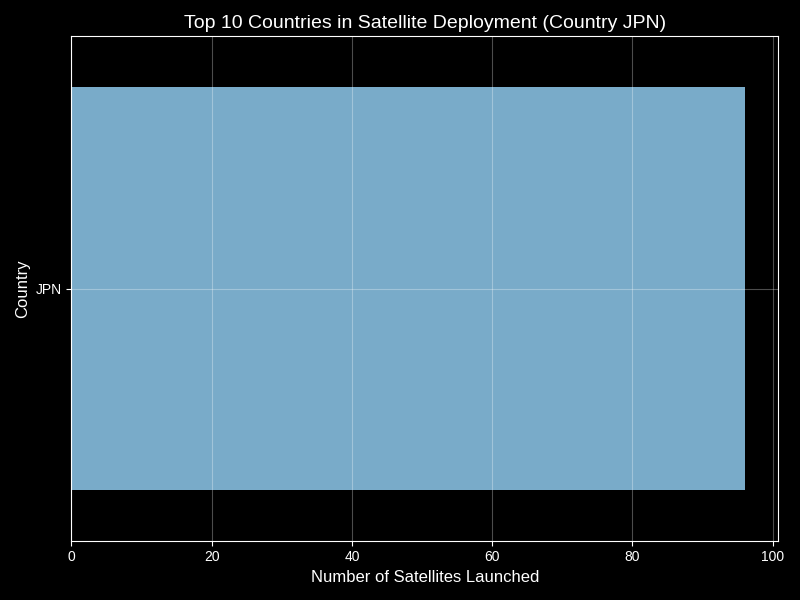 Top 10 Countries in Satellite Deployment (Country JPN)
Country
JPN
0 20 40 60 80 100
Number of Satellites Launched